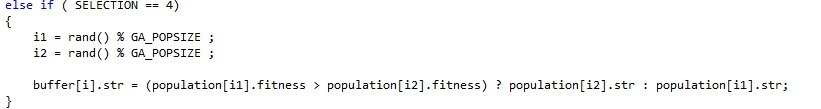 else if ( SELECTION == 4)
{
    i1 = rand() % GA_POPSIZE ;
    i2 = rand() % GA_POPSIZE ;

    buffer[i].str = (population[i1].fitness > population[i2].fitness) ? population[i2].str : population[i1].str;
}